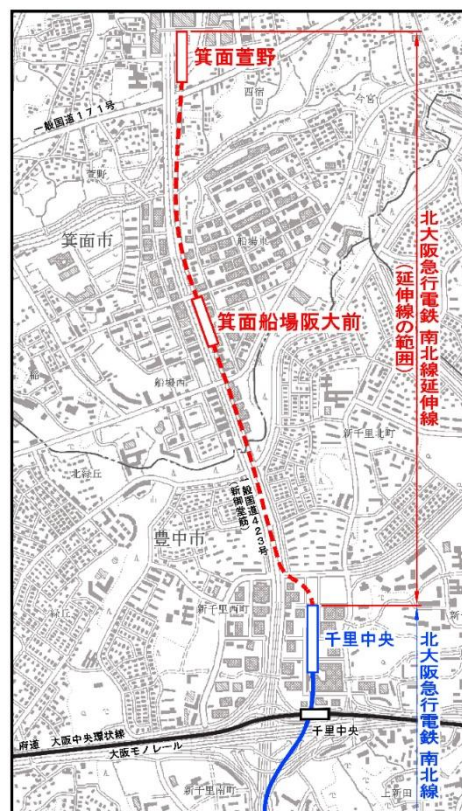 箕面萱野
西宿
今宮
一般国道171号
萱野
箕面市
船場東
箕面船場阪大前
北大阪急行電鉄 南北線延伸線
(延伸線の範囲)
船場西
新千里北町
北緑丘
一般国道423号
(新御堂筋)
豊中市
新千里西町
千里中央
北大阪急行電鉄 南北線
府道 大阪中央環状線
大阪モノレール
千里中央
新千里南町
上新田